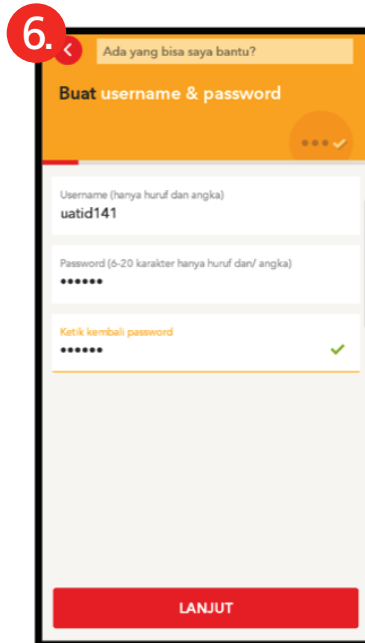 6.
Ada yang bisa saya bantu?
Buat username & password
Username (hanya huruf dan angka)
uatid141
Password (6-20 karakter hanya huruf dan/ angka)
••••••
Ketik kembali password
••••••
LANJUT